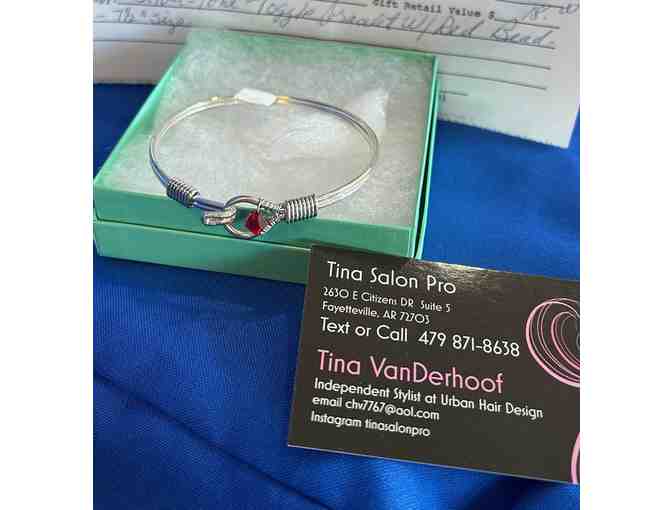 Gift Retail Value $
Toggle Bracelet W/ Red Bead.
Size
Tina Salon Pro
2630 E Citizens DR. Suite 5
Fayetteville, AR 72703
Text or Call 479 871-8638
Tina VanDerhoof
Independent Stylist at Urban Hair Design
email chv7767@aol.com
Instagram tinasalonpro